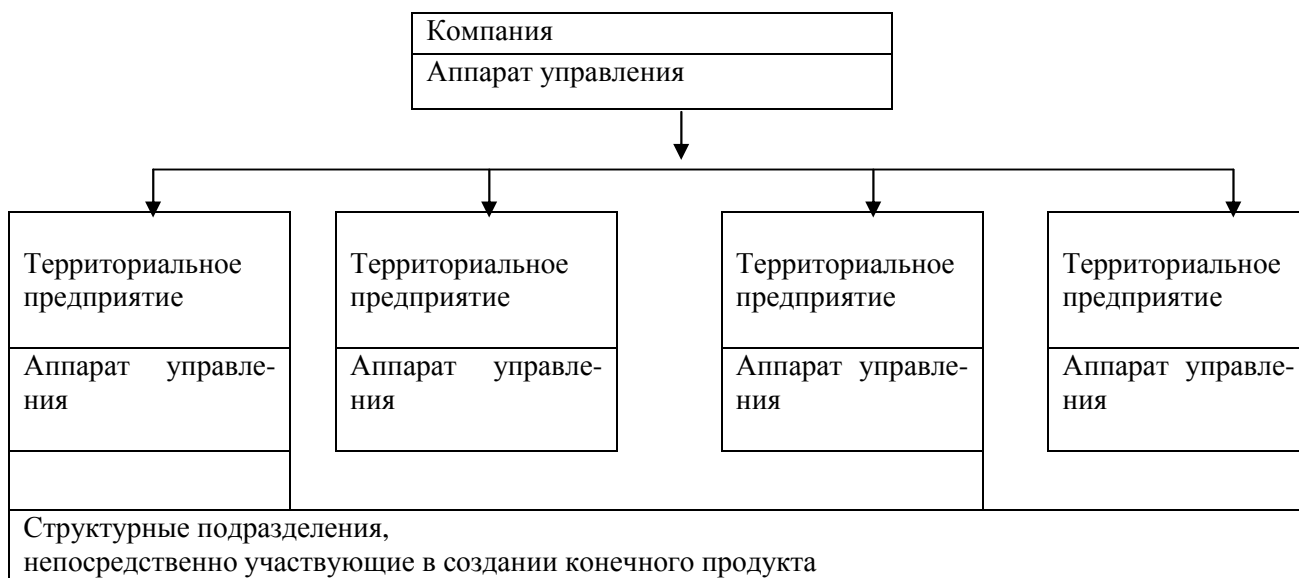 Компания
Аппарат управления
Территориальное
предприятие
Территориальное
предприятие
Территориальное
предприятие
Территориальное
предприятие
Аппарат управле-
ния
Аппарат управле-
ния
Аппарат управле-
ния
Аппарат управле-
ния
Структурные подразделения,
непосредственно участвующие в создании конечного продукта